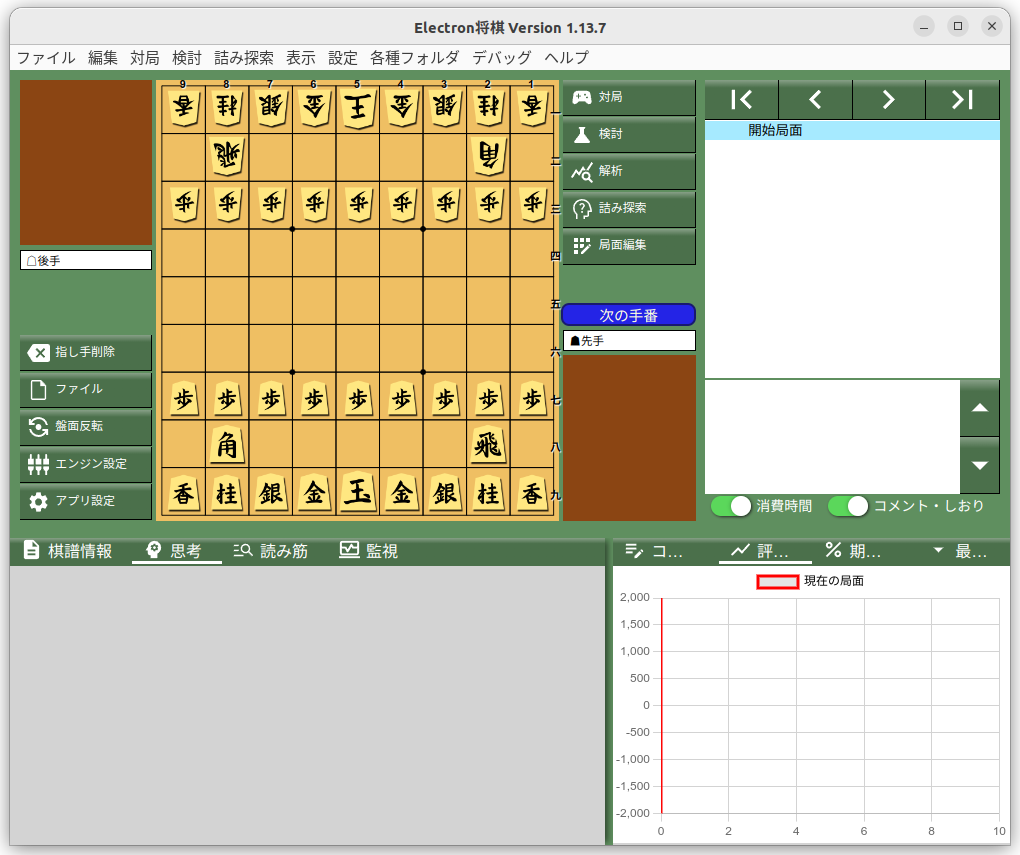 Electron将棋 Version 1.13.7
ファイル 編集 対局 検討 詰み探索 表示 設定 各種フォルダ デバッグ ヘルプ
9 8 7 6 5 4 3 2 1
香 桂 銀 金 王 金 銀 桂 香 一
飛 角 二
歩 歩 歩 歩 歩 歩 歩 歩 歩 三
四
五
六
歩 歩 歩 歩 歩 歩 歩 歩 歩 七
角 飛 八
香 桂 銀 金 玉 金 銀 桂 香 九
☖後手
指し手削除
ファイル
盤面反転
エンジン設定
アプリ設定
対局
検討
解析
詰み探索
局面編集
次の手番
☗先手
開始局面
消費時間 コメント・しおり
棋譜情報 思考 読み筋 監視
コ… 評… % 期… 最…
現在の局面
2,000
1,500
1,000
500
0
-500
-1,000
-1,500
-2,000
0 2 4 6 8 10